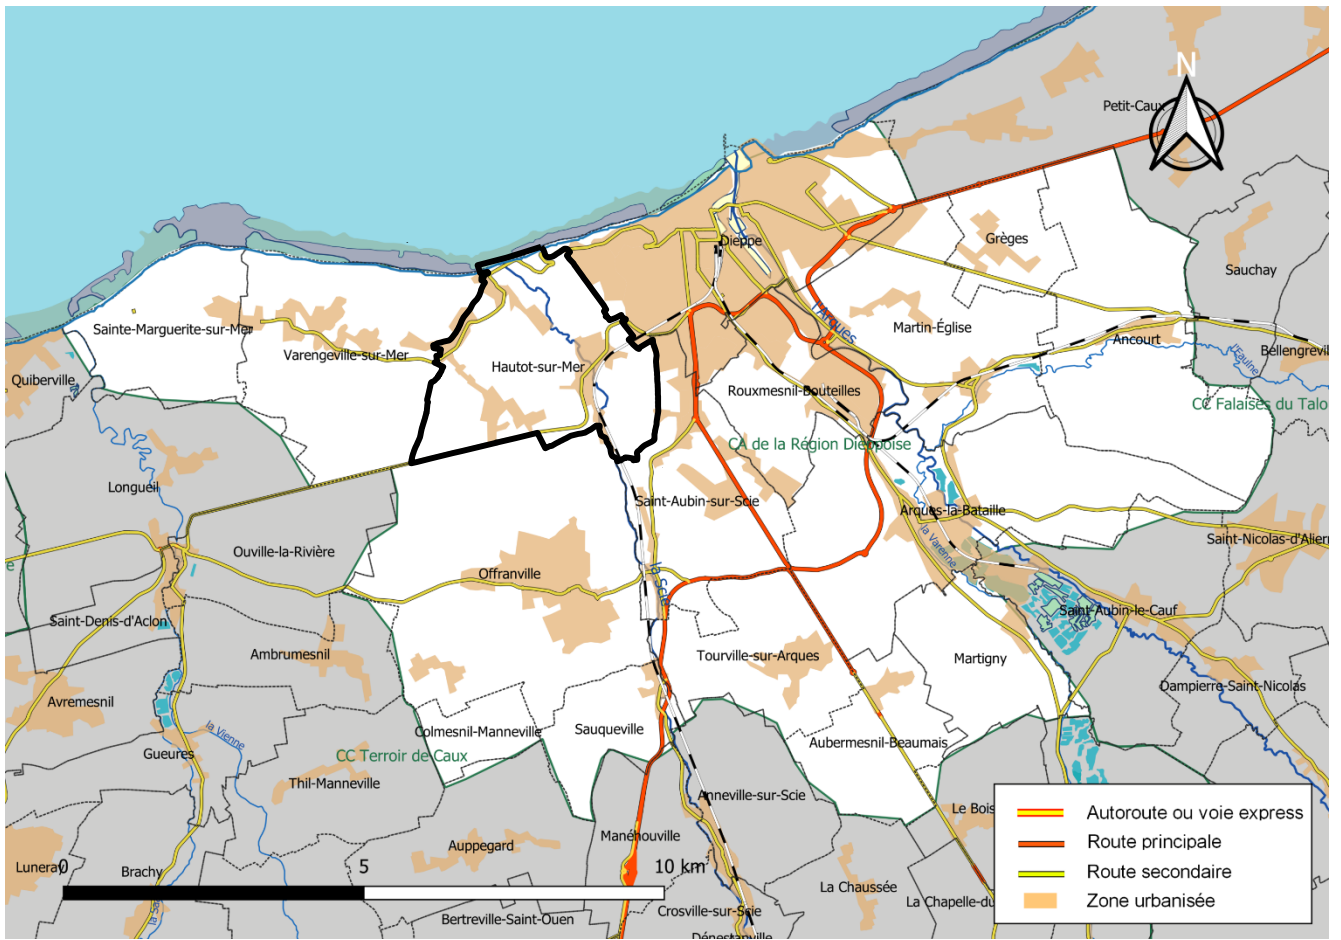 N
Petit-Caux
Dieppe
Grèges
Sauchay
Sainte-Marguerite-sur-Mer
Varengeville-sur-Mer
Martin-Église
l'Arques
Ancourt
l'Eaulne
Bellengrevill
Quiberville
Hautot-sur-Mer
Rouxmesnil-Bouteilles
CC Falaises du Talo
CA de la Région Dieppoise
Longueil
Saint-Aubin-sur-Scie
Arques-la-Bataille
la Varenne
Saint-Nicolas-d'Alierm
Ouville-la-Rivière
Offranville
la Scie
Saint-Denis-d'Aclon
Saint-Aubin-le-Cauf
Ambrumesnil
Tourville-sur-Arques
Martigny
Dampierre-Saint-Nicolas
Avremesnil
la Vienne
Colmesnil-Manneville
Sauqueville
Aubermesnil-Beaumais
Gueures
CC Terroir de Caux
Thil-Manneville
Anneville-sur-Scie
Le Bois
Manéhouville
Auppegard
Luneray
Brachy
0
5
10 km
La Chaussée
La Chapelle-du
Crosville-sur-Scie
Bertreville-Saint-Ouen
Dénestanville
Autoroute ou voie express
Route principale
Route secondaire
Zone urbanisée